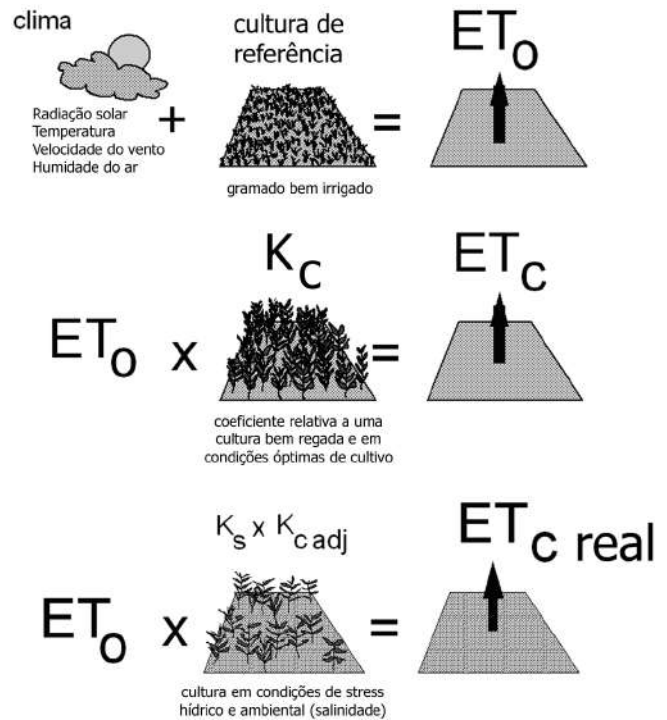 clima
Radiação solar
Temperatura
Velocidade do vento
Humidade do ar
+
cultura de
referência
gramado bem irrigado
=
ETo
ETo x
Kc
coeficiente relativa a uma
cultura bem regada e em
condições óptimas de cultivo
=
ETc
ETo x
Ks x Kc adj
cultura em condições de stress
hídrico e ambiental (salinidade)
=
ETc real